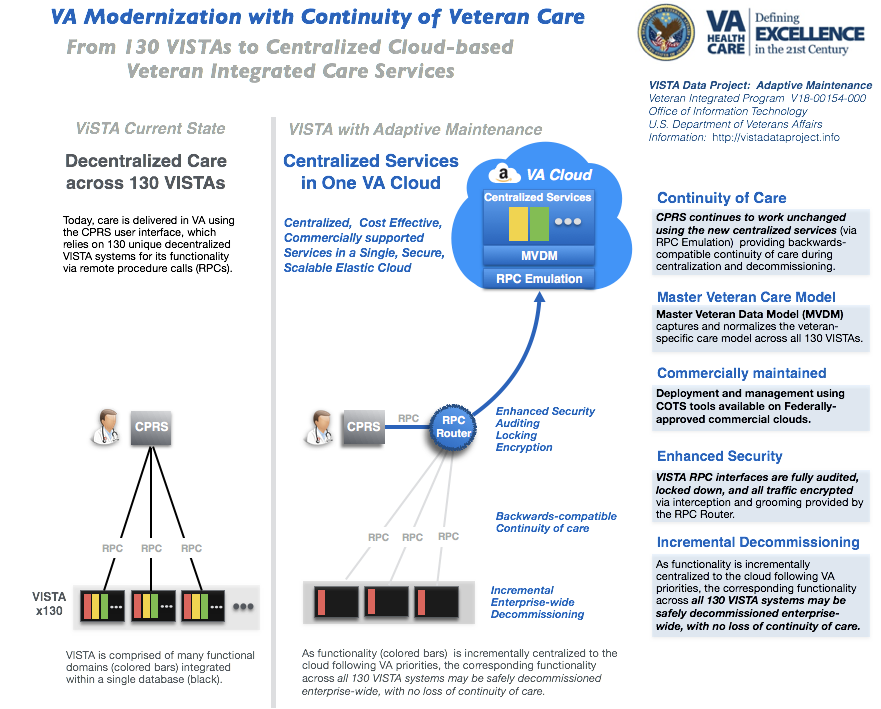 VA Modernization with Continuity of Veteran Care
From 130 VISTAs to Centralized Cloud-based
Veteran Integrated Care Services
VA
HEALTH
CARE
Defining
EXCELLENCE
in the 21st Century
VISTA Data Project: Adaptive Maintenance
Veteran Integrated Program V18-00154-000
Office of Information Technology
U.S. Department of Veterans Affairs
Information: http://vistadataproject.info
ViSTA Current State
Decentralized Care
across 130 VISTAs
Today, care is delivered in VA using
the CPRS user interface, which
relies on 130 unique decentralized
VISTA systems for its functionality
via remote procedure calls (RPCs).
CPRS
RPC
RPC
RPC
VISTA
x130
VISTA is comprised of many functional
domains (colored bars) integrated
within a single database (black).
VISTA with Adaptive Maintenance
Centralized Services
in One VA Cloud
Centralized, Cost Effective,
Commercially supported
Services in a Single, Secure,
Scalable Elastic Cloud
a
VA Cloud
Centralized Services
MVDM
RPC Emulation
CPRS
RPC
RPC
Router
Enhanced Security
Auditing
Locking
Encryption
RPC
RPC
RPC
Backwards-compatible
Continuity of care
Incremental
Enterprise-wide
Decommissioning
As functionality (colored bars) is incrementally centralized to the
cloud following VA priorities, the corresponding functionality
across all 130 VISTA systems may be safely decommissioned
enterprise-wide, with no loss of continuity of care.
Continuity of Care
CPRS continues to work unchanged
using the new centralized services (via
RPC Emulation) providing backwards-
compatible continuity of care during
centralization and decommissioning.
Master Veteran Care Model
Master Veteran Data Model (MVDM)
captures and normalizes the veteran-
specific care model across all 130 VISTAs.
Commercially maintained
Deployment and management using
COTS tools available on Federally-
approved commercial clouds.
Enhanced Security
VISTA RPC interfaces are fully audited,
locked down, and all traffic encrypted
via interception and grooming provided by
the RPC Router.
Incremental Decommissioning
As functionality is incrementally
centralized to the cloud following VA
priorities, the corresponding functionality
across all 130 VISTA systems may be
safely decommissioned enterprise-
wide, with no loss of continuity of care.